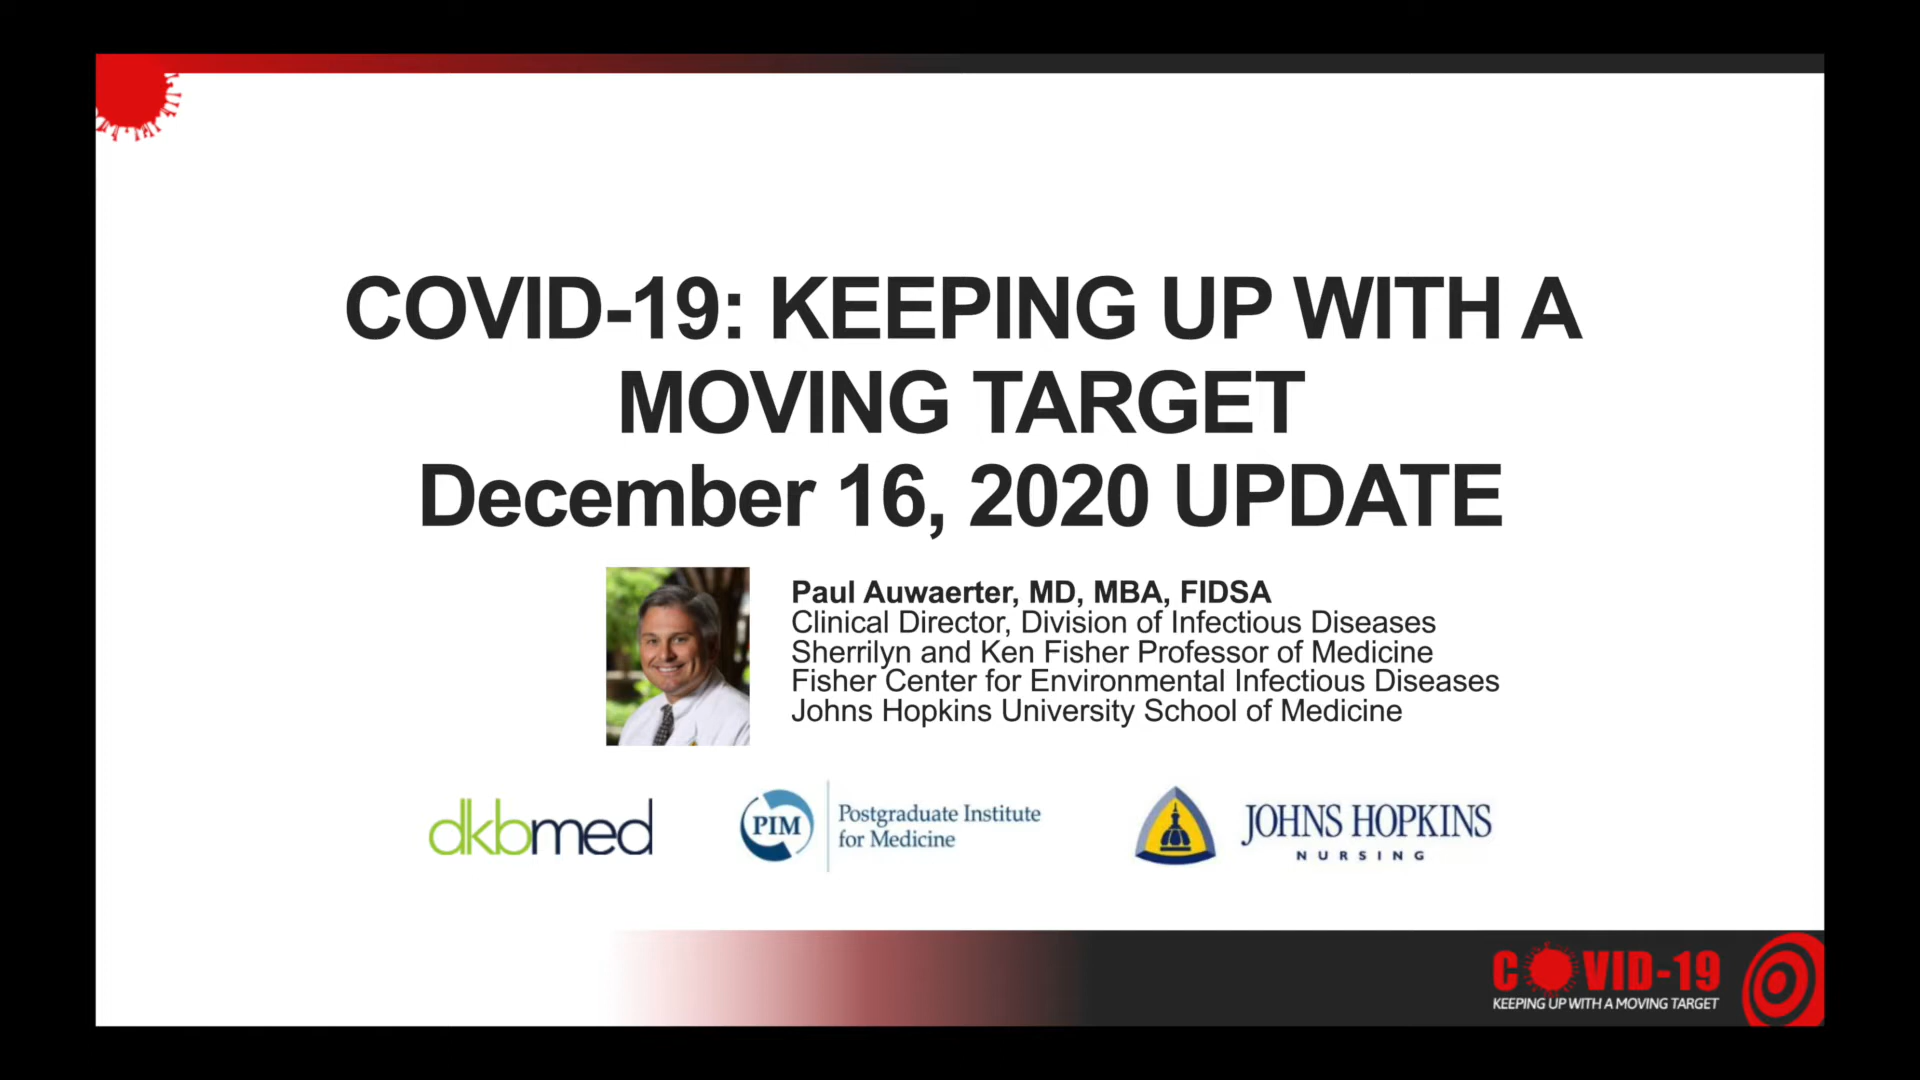 COVID-19: KEEPING UP WITH A
MOVING TARGET
December 16, 2020 UPDATE
Paul Auwaerter, MD, MBA, FIDSA
Clinical Director, Division of Infectious Diseases
Sherrilyn and Ken Fisher Professor of Medicine
Fisher Center for Environmental Infectious Diseases
Johns Hopkins University School of Medicine
dkbmed
PIM
Postgraduate Institute
for Medicine
JOHNS HOPKINS
NURSING
COVID-19
KEEPING UP WITH A MOVING TARGET